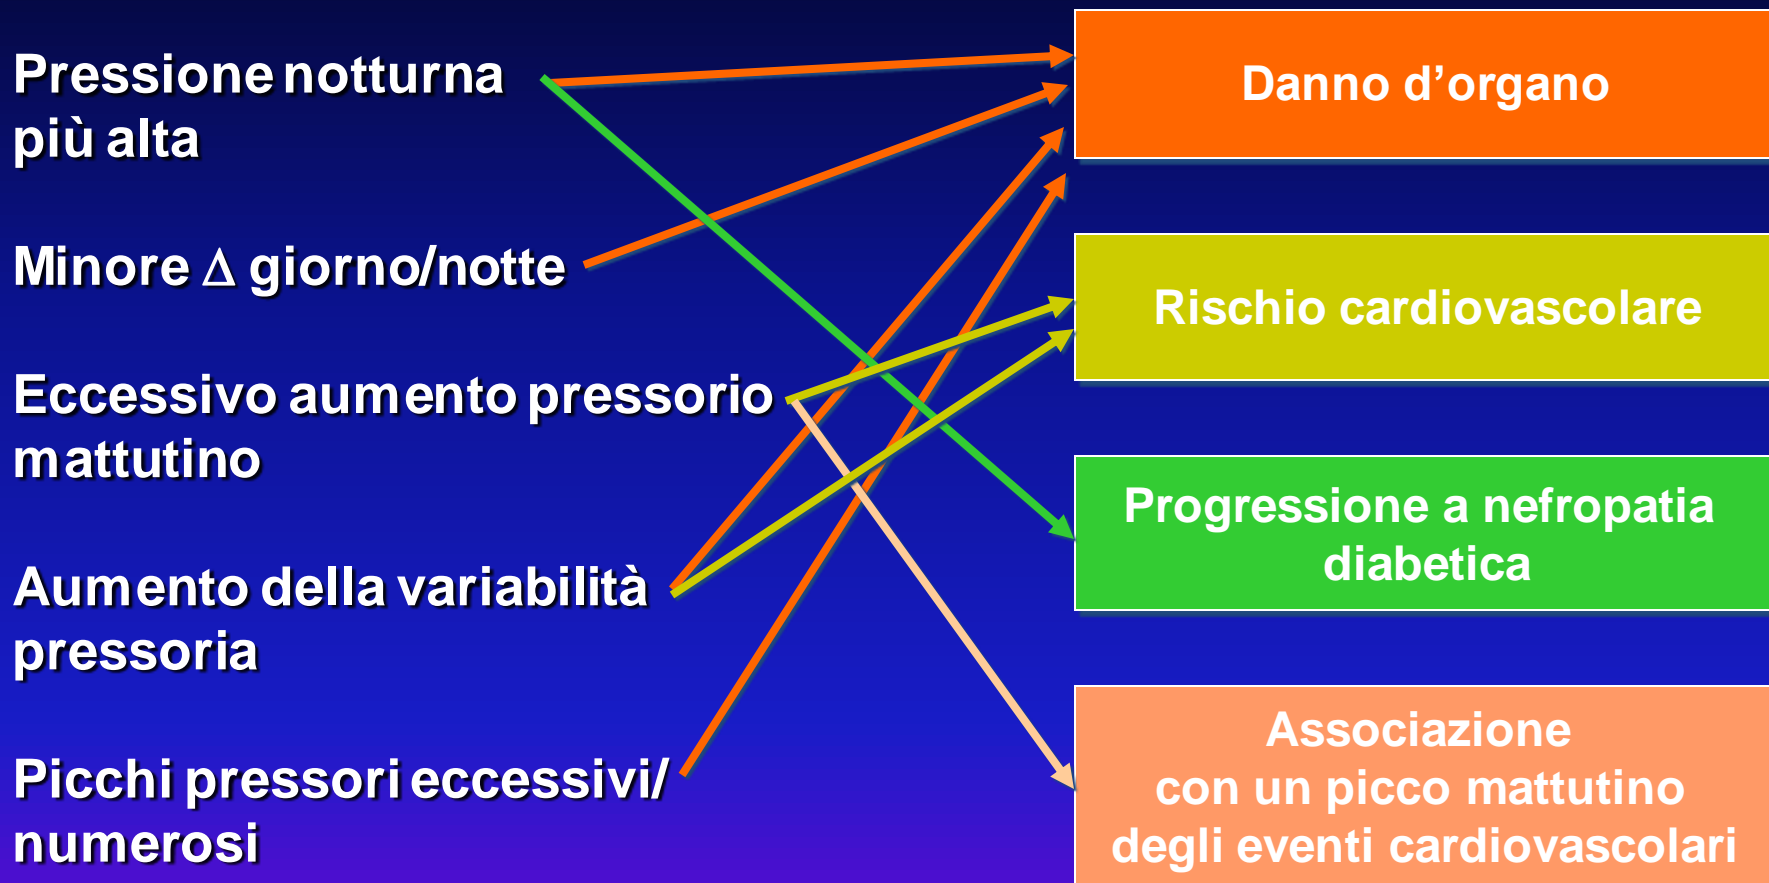 Pressione notturna
più alta
Minore Δ giorno/notte
Eccessivo aumento pressorio
mattutino
Aumento della variabilità
pressoria
Picchi pressori eccessivi/
numerosi
Danno d’organo
Rischio cardiovascolare
Progressione a nefropatia
diabetica
Associazione
con un picco mattutino
degli eventi cardiovascolari